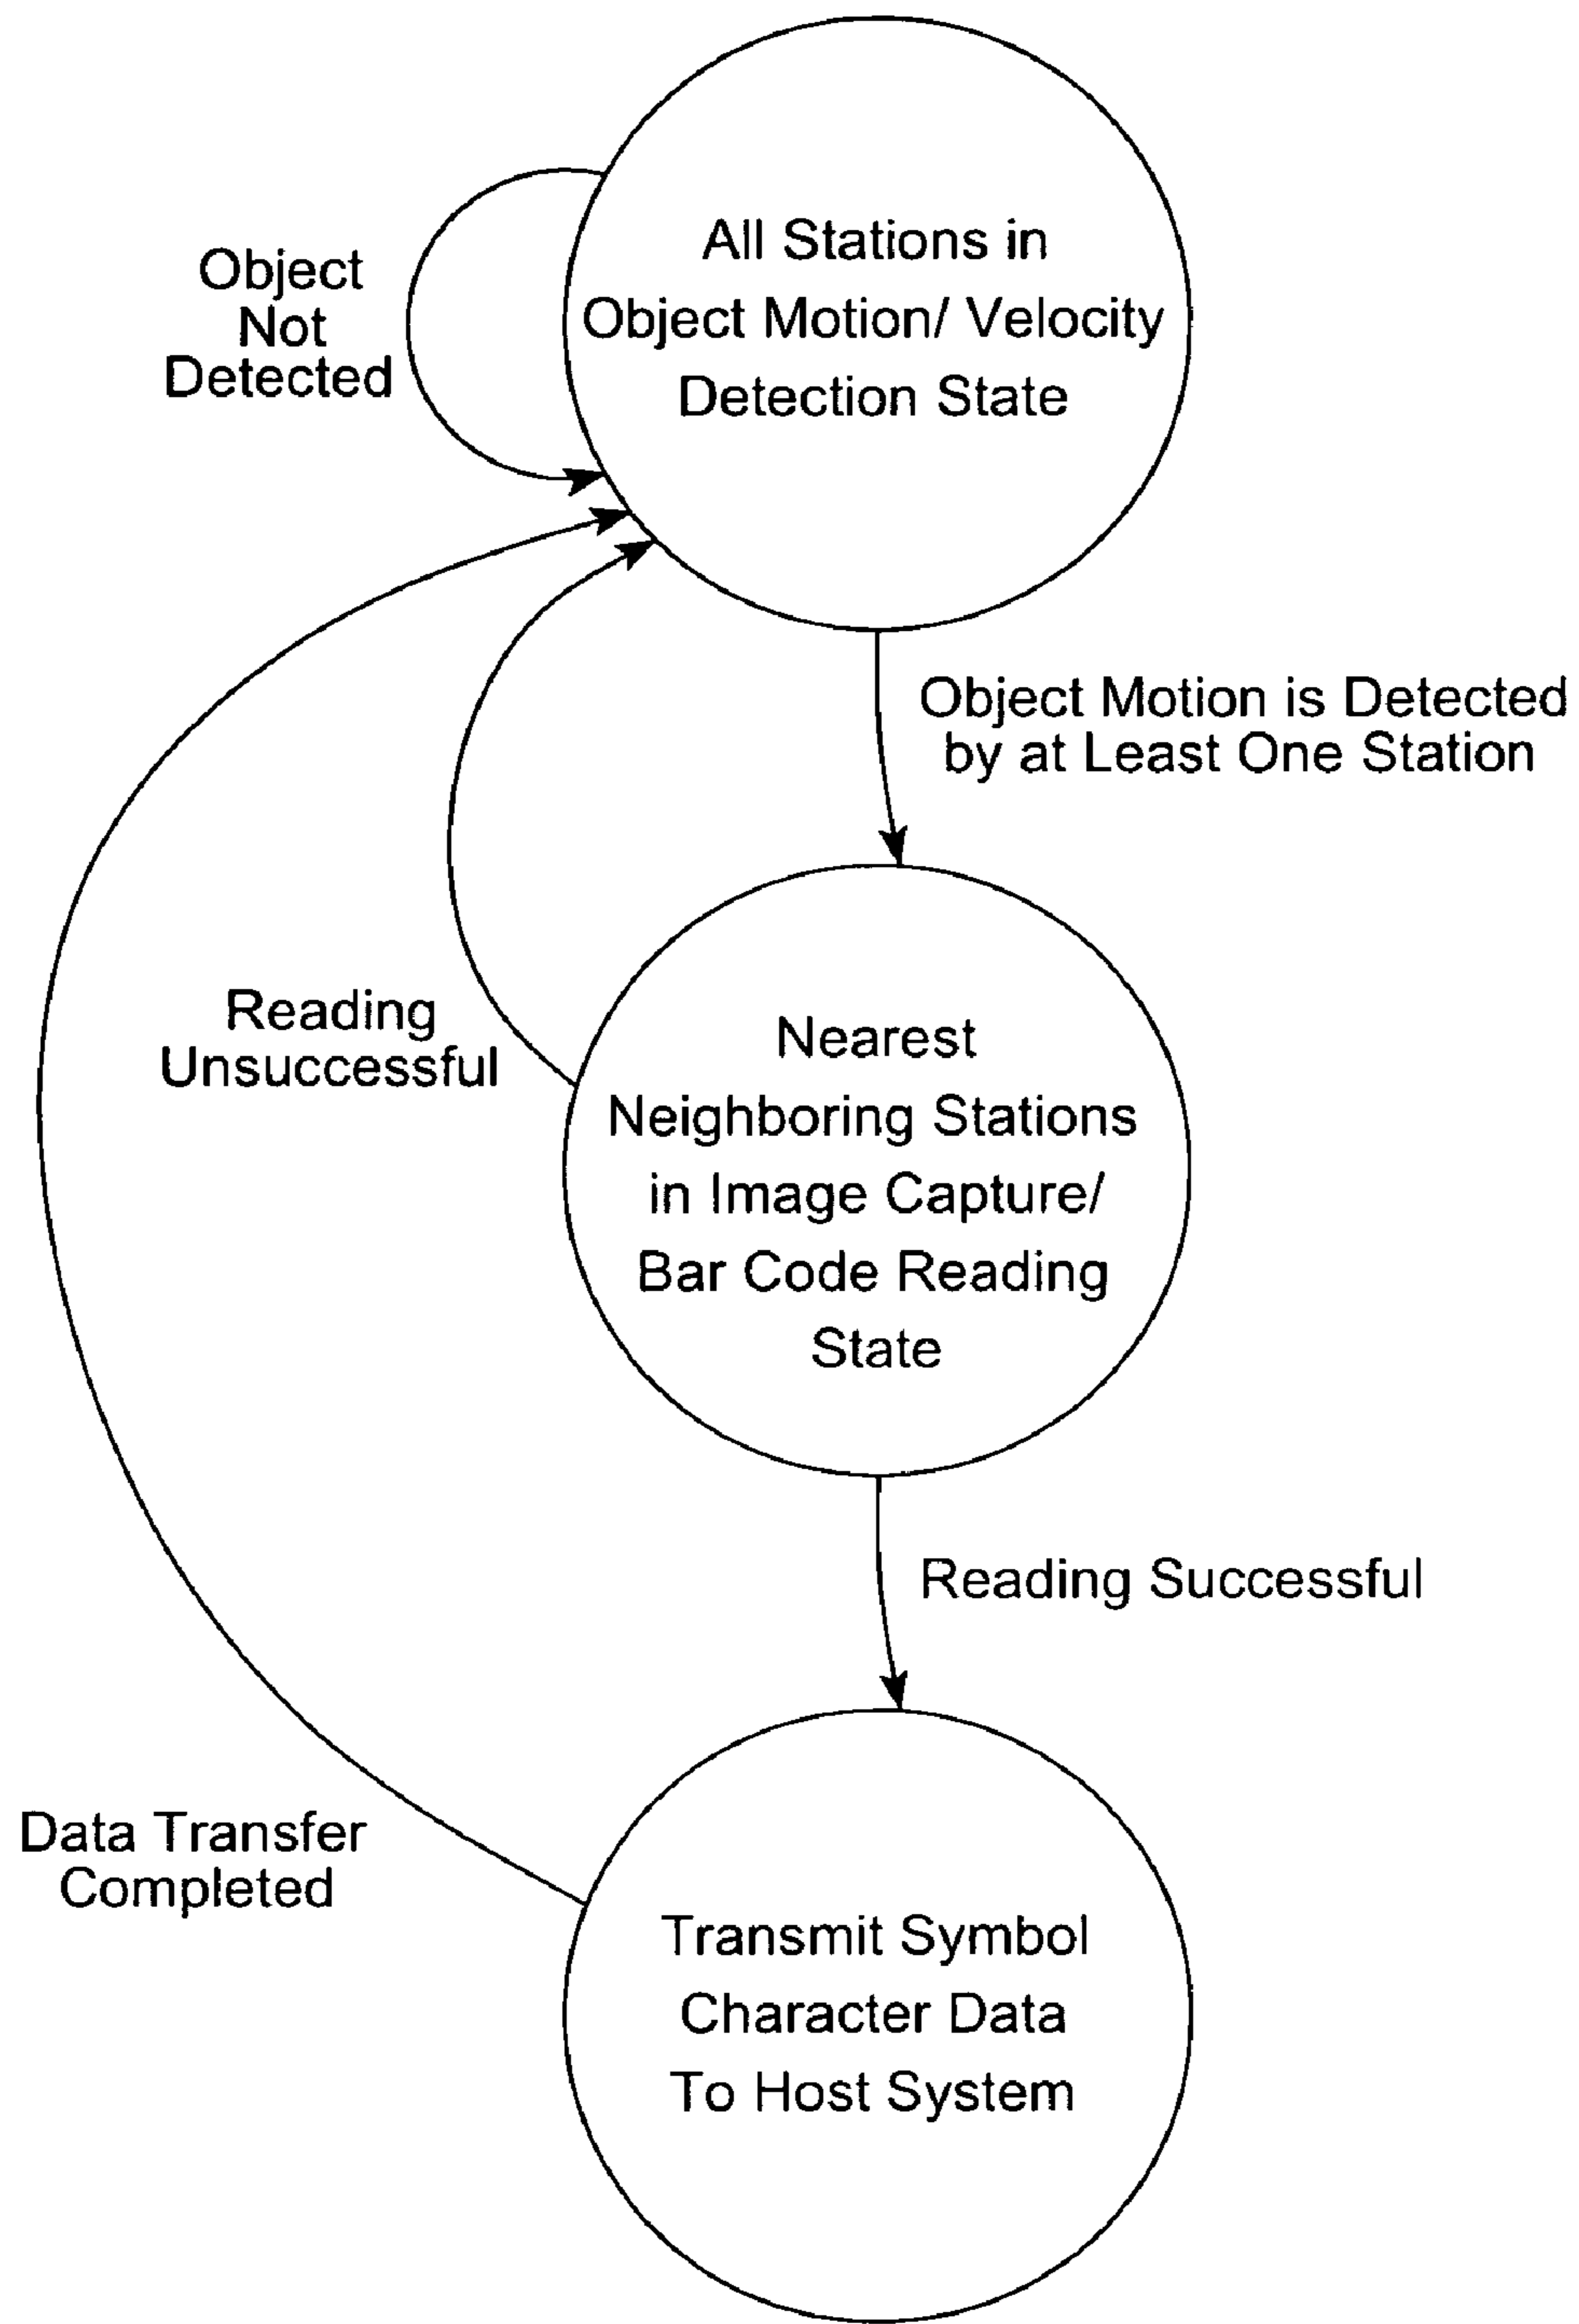 All Stations in
Object Motion/ Velocity
Detection State
Object
Not
Detected
Object Motion is Detected
by at Least One Station
Reading
Unsuccessful
Nearest
Neighboring Stations
in Image Capture/
Bar Code Reading
State
Reading Successful
Data Transfer
Completed
Transmit Symbol
Character Data
To Host System